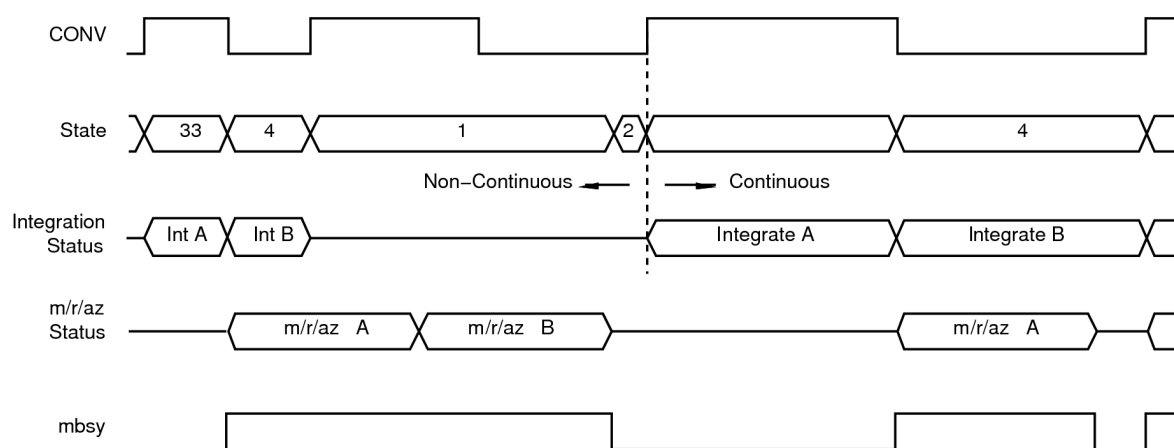 CONV
State 33 4 1 2 4
Non−Continuous Continuous
Integration
Status Int A Int B Integrate A Integrate B
m/r/az
Status m/r/az A m/r/az B m/r/az A
mbsy